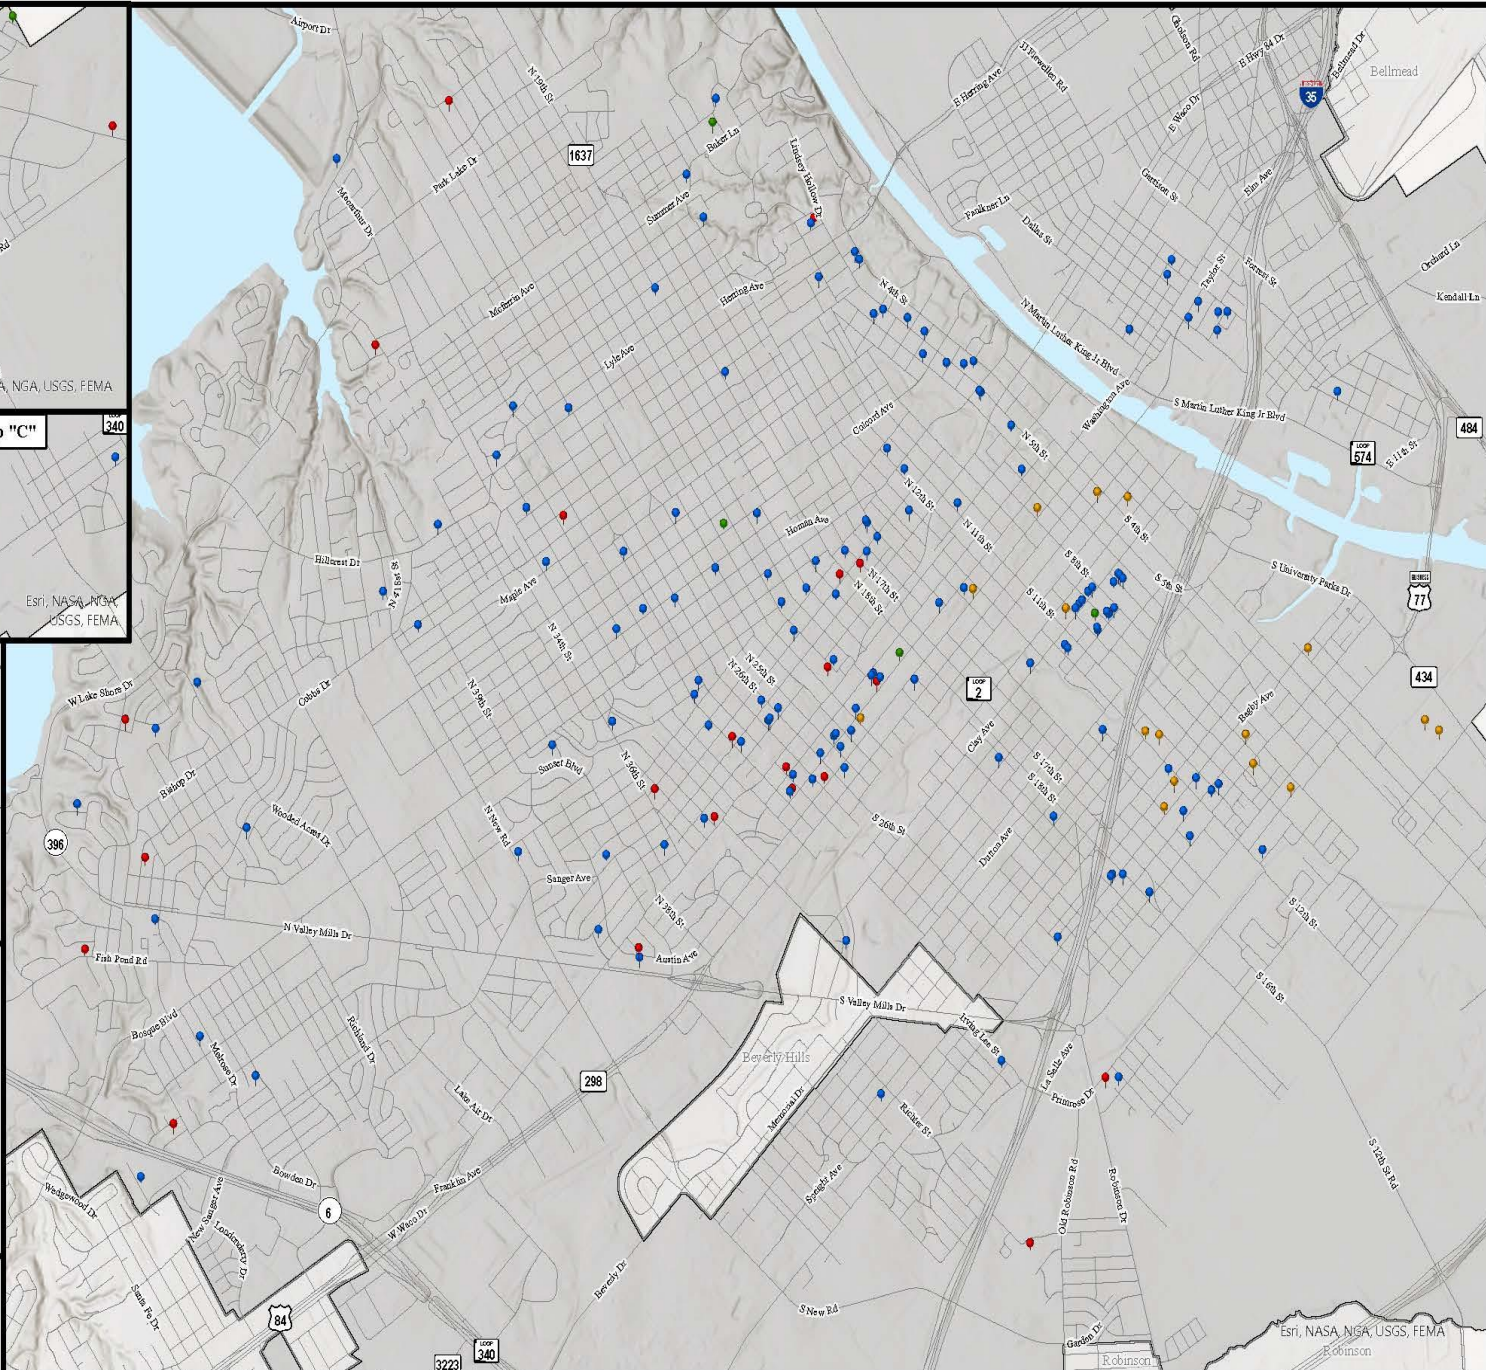 Airport Dr
N 19th St
JJ Flewellen Rd
Gholson Rd
E Hwy 84 Dr
Bellmead Dr
Bellmead
E Herring Ave
35
E Waco Dr
1637
Baker Ln
Park Lake Dr
Lindsey Hollow Dr
Garrison St
Elm Ave
Summer Ave
Faulkner Ln
Dallas St
Orchard Ln
Taylor St
Forrest St
Mcferrin Ave
Herring Ave
N 4th St
Kendall Ln
N Martin Luther King Jr Blvd
Lyle Ave
A, NGA, USGS, FEMA
Washington Ave
S Martin Luther King Jr Blvd
Colcord Ave
LOOP
340
"C"
N 5th St
484
LOOP
574
E 11th St
N 13th St
Homan Ave
N 11th St
S 4th St
Hillcrest Dr
N 41st St
Maple Ave
N 17th St
N 18th St
S 8th St
S 5th St
S University Parks Dr
BUSINESS
77
S 11th St
Esri, NASA, NGA,
USGS, FEMA
N 34th St
N 25th St
N 26th St
LOOP
2
434
W Lake Shore Dr
Cobbs Dr
N 39th St
Bagby Ave
Clay Ave
Sunset Blvd
N 36th St
S 17th St
S 18th St
Bishop Dr
Wooded Acres Dr
N New Rd
S 26th St
Dutton Ave
396
Sanger Ave
N 38th St
S 12th St
N Valley Mills Dr
Fish Pond Rd
Austin Ave
S 16th St
S Valley Mills Dr
Bosque Blvd
Richland Dr
Melrose Dr
Irving Lee St
Beverly Hills
La Salle Ave
298
Primrose Dr
Lake Air Dr
Memorial Dr
Richter St
S 12th St Rd
Bowden Dr
Franklin Ave
Speight Ave
Wedgewood Dr
New Sanger Ave
6
W Waco Dr
Old Robinson Rd
Robinson Dr
Londonderry Dr
Beverly Dr
Santa Fe Dr
84
S New Rd
Garden Dr
LOOP
340
3223
Esri, NASA, NGA, USGS, FEMA
Robinson
Robinson